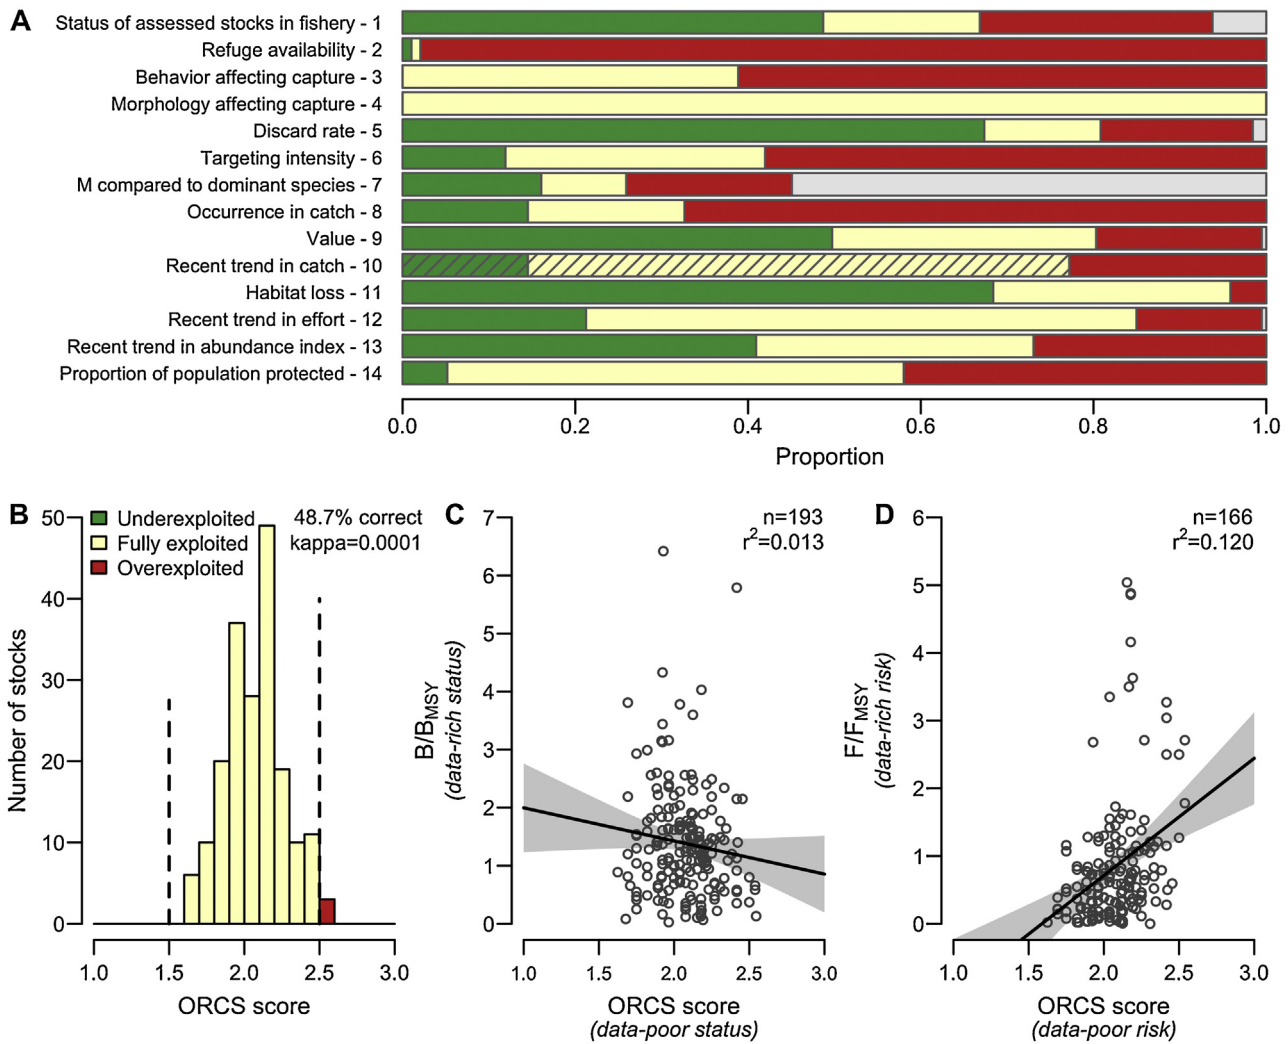 A
Status of assessed stocks in fishery - 1
Refuge availability - 2
Behavior affecting capture - 3
Morphology affecting capture - 4
Discard rate - 5
Targeting intensity - 6
M compared to dominant species - 7
Occurrence in catch - 8
Value - 9
Recent trend in catch - 10
Habitat loss - 11
Recent trend in effort - 12
Recent trend in abundance index - 13
Proportion of population protected - 14
0.0 0.2 0.4 0.6 0.8 1.0
Proportion
B
Underexploited
Fully exploited
Overexploited
48.7% correct
kappa=0.0001
Number of stocks
50
40
30
20
10
0
1.0 1.5 2.0 2.5 3.0
ORCS score
C
n=193
r²=0.013
B/B_MSY
(data-rich status)
7
6
5
4
3
2
1
0
1.0 1.5 2.0 2.5 3.0
ORCS score
(data-poor status)
D
n=166
r²=0.120
F/F_MSY
(data-rich risk)
6
5
4
3
2
1
0
1.0 1.5 2.0 2.5 3.0
ORCS score
(data-poor risk)